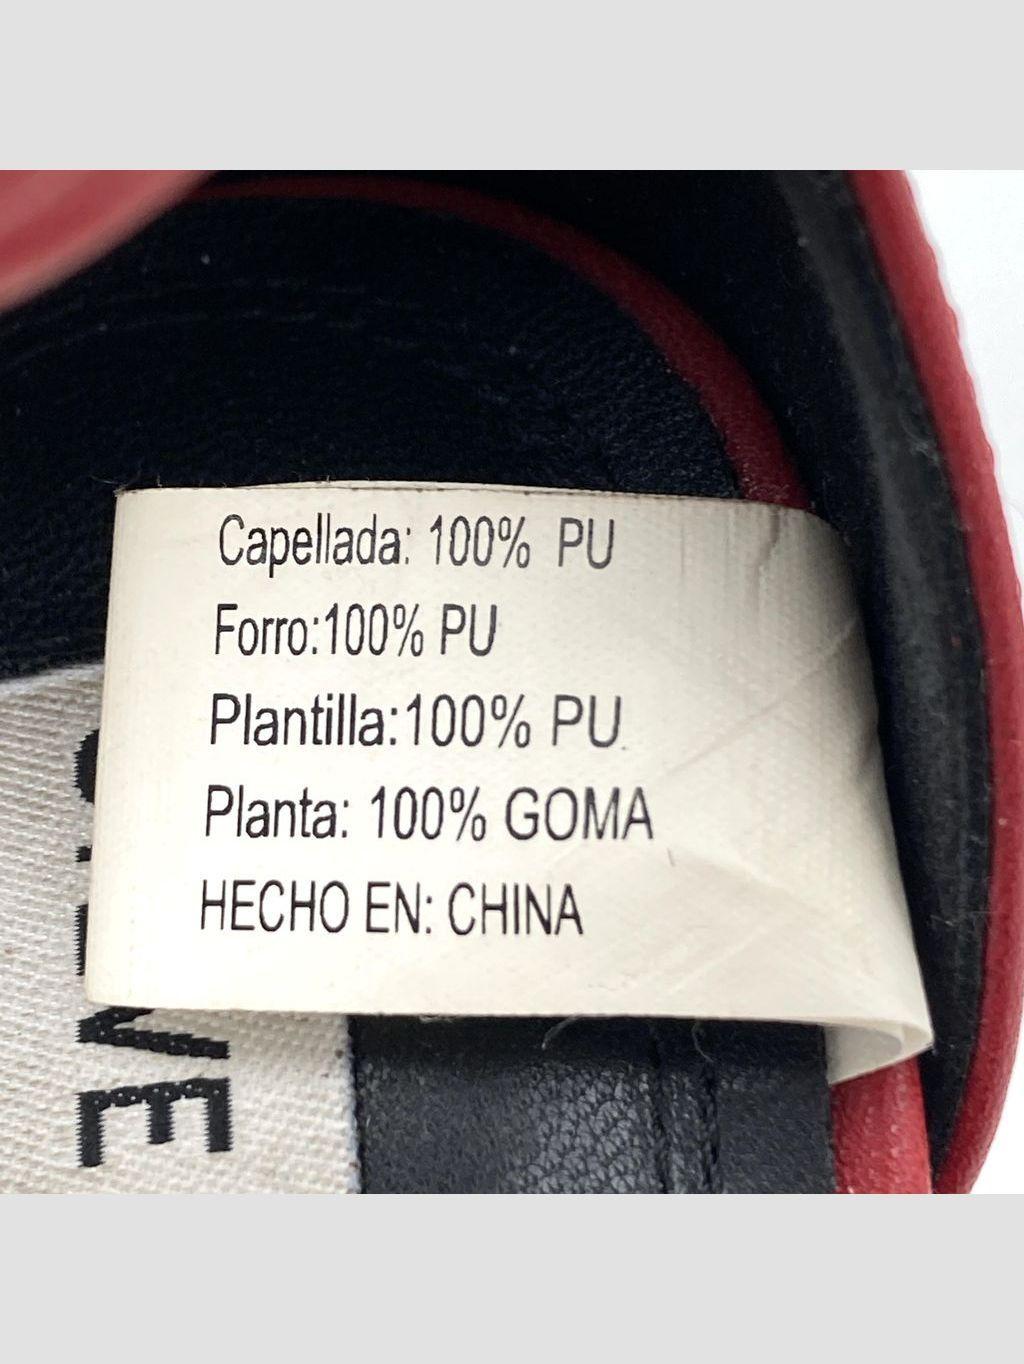 Capellada: 100% PU
Forro:100% PU
Plantilla:100% PU
Planta: 100% GOMA
HECHO EN: CHINA